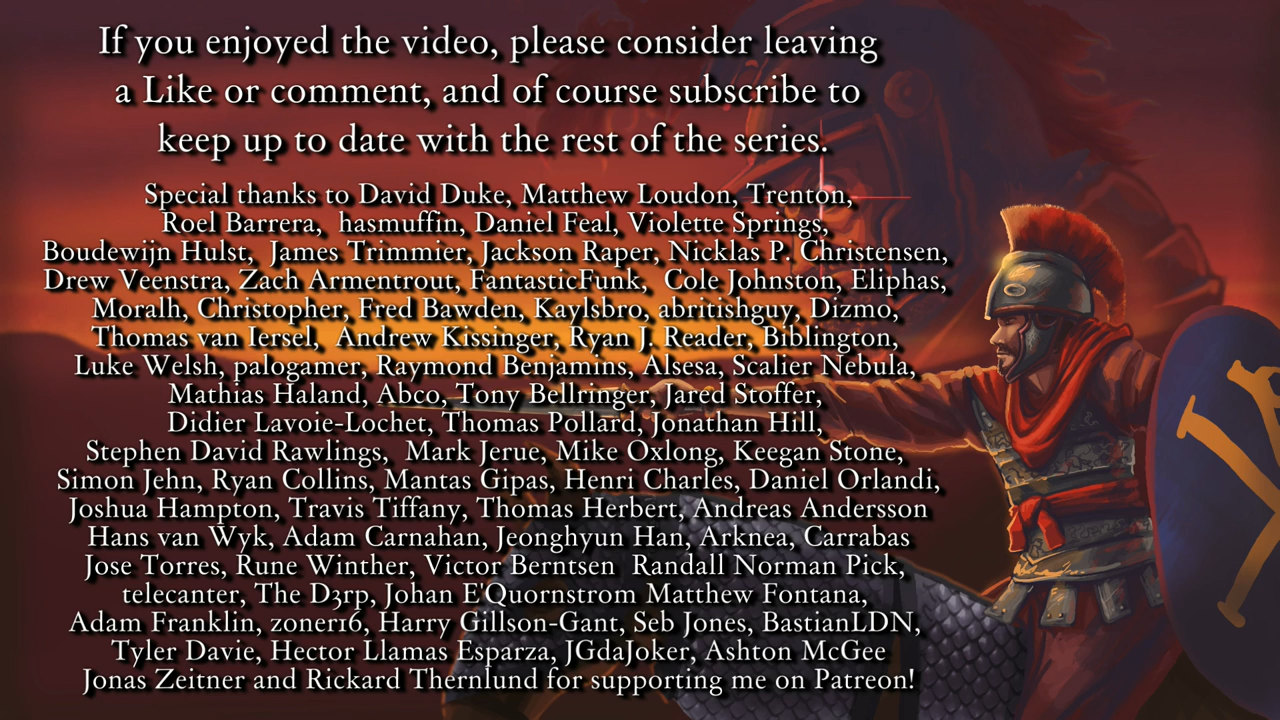 If you enjoyed the video, please consider leaving
a Like or comment, and of course subscribe to
keep up to date with the rest of the series.
Special thanks to David Duke, Matthew Loudon, Trenton,
Roel Barrera, hasmuffin, Daniel Feal, Violette Springs,
Boudewijn Hulst, James Trimmier, Jackson Raper, Nicklas P. Christensen,
Drew Veenstra, Zach Armentrout, FantasticFunk, Cole Johnston, Eliphas,
Moralh, Christopher, Fred Bawden, Kaylsbro, abritishguy, Dizmo,
Thomas van Iersel, Andrew Kissinger, Ryan J. Reader, Biblington,
Luke Welsh, palogamer, Raymond Benjamins, Alsesa, Scalier Nebula,
Mathias Haland, Abco, Tony Bellringer, Jared Stoffer,
Didier Lavoie-Lochet, Thomas Pollard, Jonathan Hill,
Stephen David Rawlings, Mark Jerue, Mike Oxlong, Keegan Stone,
Simon Jehn, Ryan Collins, Mantas Gipas, Henri Charles, Daniel Orlandi,
Joshua Hampton, Travis Tiffany, Thomas Herbert, Andreas Andersson
Hans van Wyk, Adam Carnahan, Jeonghyun Han, Arknea, Carrabas
Jose Torres, Rune Winther, Victor Berntsen Randall Norman Pick,
telecanter, The D3rp, Johan E'Quornstrom Matthew Fontana,
Adam Franklin, zoner16, Harry Gillson-Gant, Seb Jones, BastianLDN,
Tyler Davie, Hector Llamas Esparza, JGdaJoker, Ashton McGee
Jonas Zeitner and Rickard Thernlund for supporting me on Patreon!